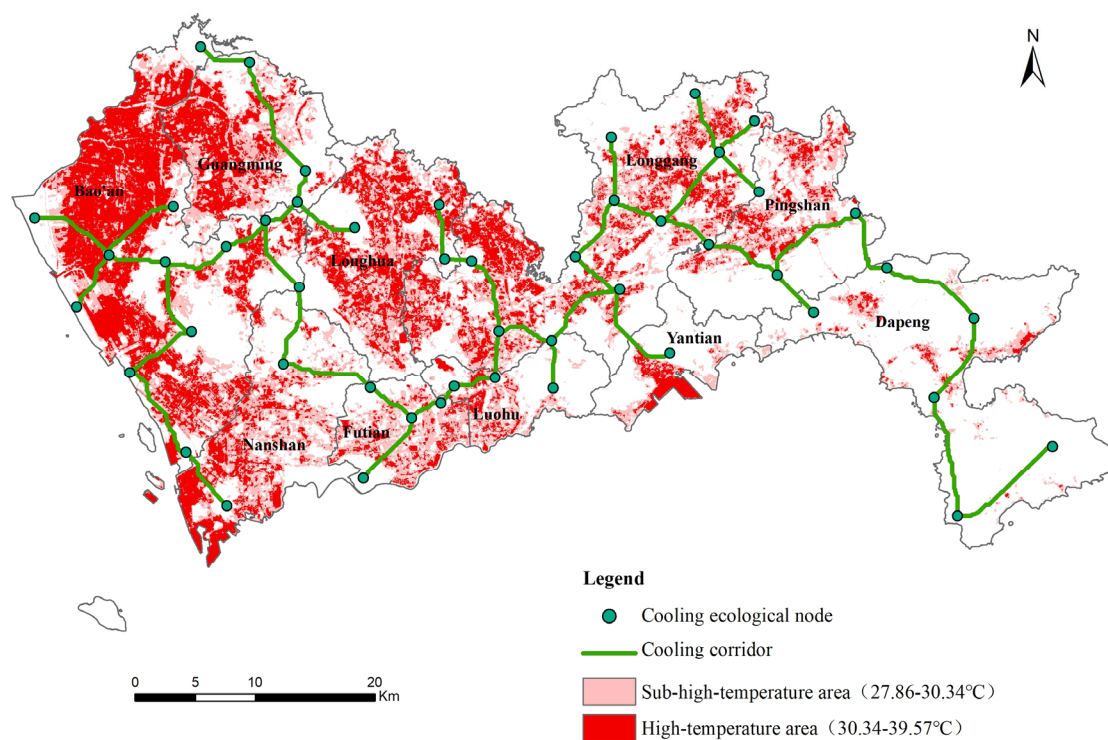 N
Guangming
Longgang
Bao'an
Pingshan
Longhua
Dapeng
Yantian
Luohu
Futian
Nanshan
Legend
Cooling ecological node
Cooling corridor
Sub-high-temperature area（27.86-30.34℃）
High-temperature area（30.34-39.57℃）
0 5 10 20
Km